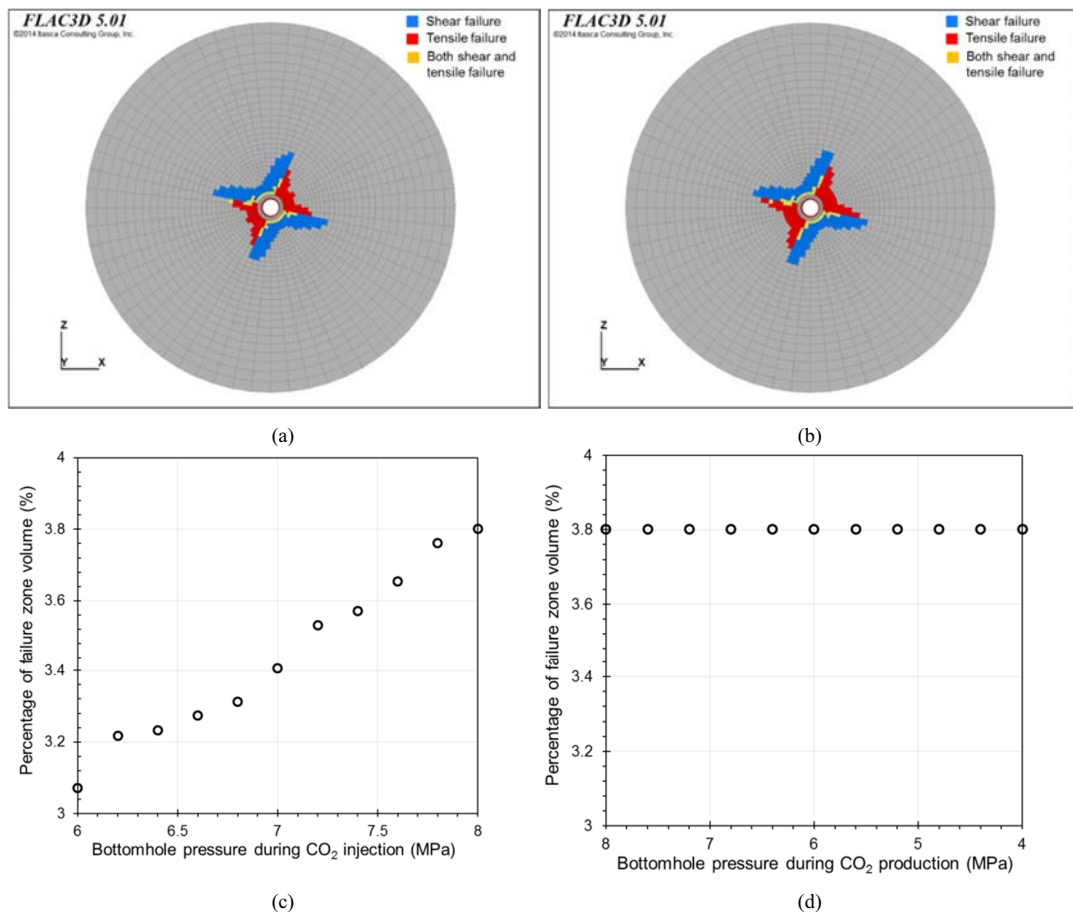 FLAC3D 5.01
©2014 Itasca Consulting Group, Inc.
Shear failure
Tensile failure
Both shear and
tensile failure
Z
Y X
(a)
FLAC3D 5.01
©2014 Itasca Consulting Group, Inc.
Shear failure
Tensile failure
Both shear and
tensile failure
Z
Y X
(b)
Percentage of failure zone volume (%)
4
3.8
3.6
3.4
3.2
3
6 6.5 7 7.5 8
Bottomhole pressure during CO₂ injection (MPa)
(c)
Percentage of failure zone volume (%)
4
3.8
3.6
3.4
3.2
3
8 7 6 5 4
Bottomhole pressure during CO₂ production (MPa)
(d)